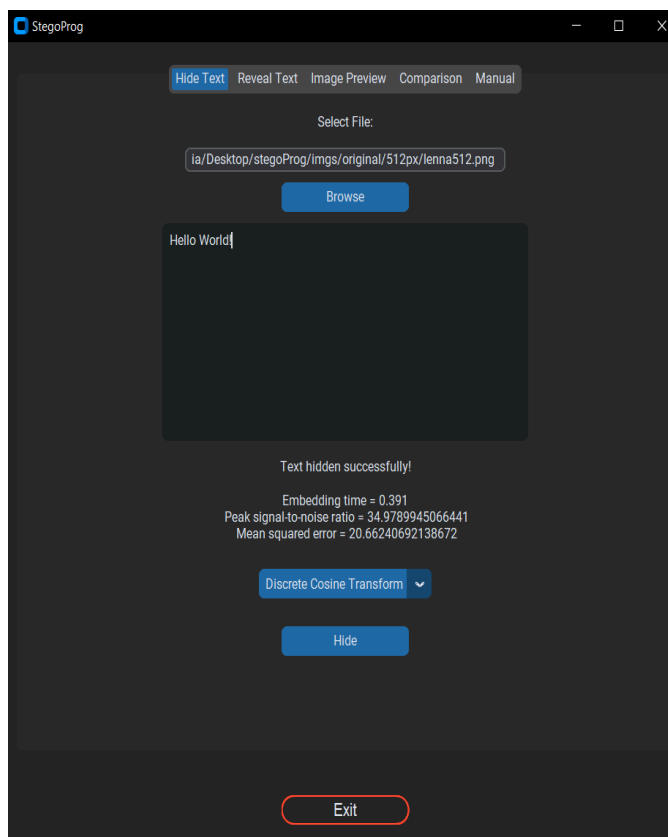 StegoProg
Hide Text Reveal Text Image Preview Comparison Manual
Select File:
ia/Desktop/stegoProg/imgs/original/512px/lenna512.png
Browse
Hello World!
Text hidden successfully!
Embedding time = 0.391
Peak signal-to-noise ratio = 34.9789945066441
Mean squared error = 20.66240692138672
Discrete Cosine Transform
Hide
Exit